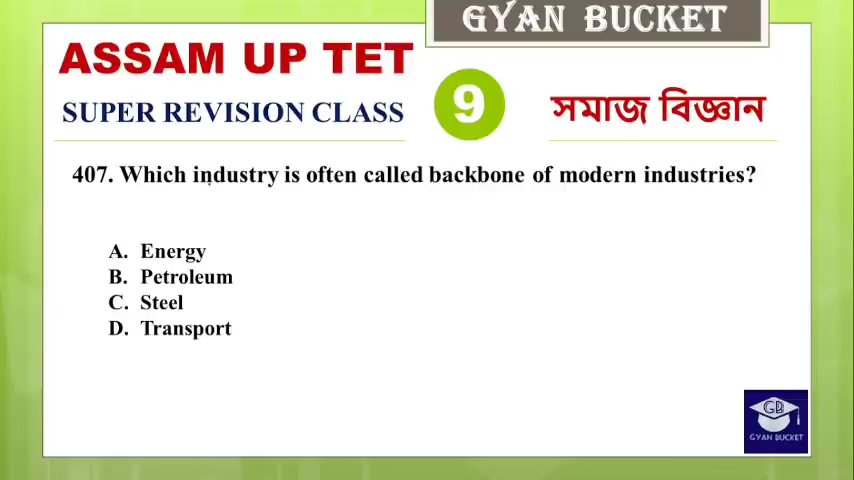 GYAN BUCKET
ASSAM UP TET
SUPER REVISION CLASS
9
সমাজ বিজ্ঞান
407. Which industry is often called backbone of modern industries?
A. Energy
B. Petroleum
C. Steel
D. Transport
GB
GYAN BUCKET